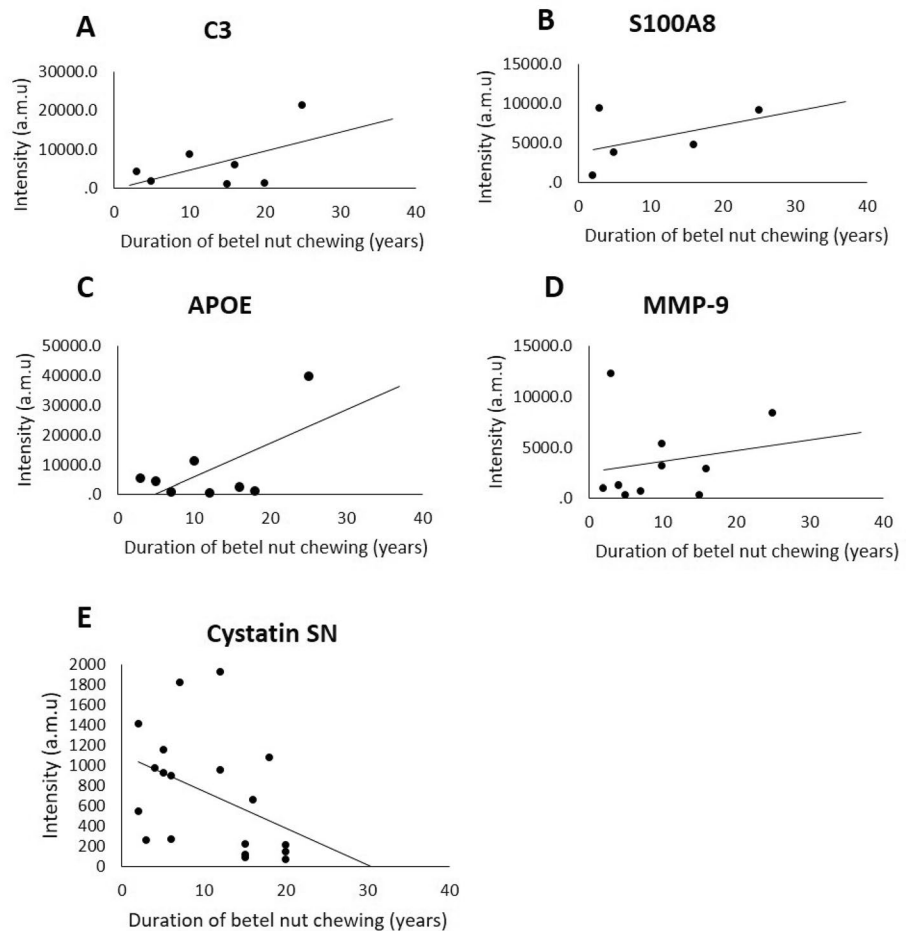 A
C3
Intensity (a.m.u)
30000.0
20000.0
10000.0
.0
0 10 20 30 40
Duration of betel nut chewing (years)
B
S100A8
Intensity (a.m.u)
15000.0
10000.0
5000.0
.0
0 10 20 30 40
Duration of betel nut chewing (years)
C
APOE
Intensity (a.m.u)
50000.0
40000.0
30000.0
20000.0
10000.0
.0
0 10 20 30 40
Duration of betel nut chewing (years)
D
MMP-9
Intensity (a.m.u)
15000.0
10000.0
5000.0
.0
0 10 20 30 40
Duration of betel nut chewing (years)
E
Cystatin SN
Intensity (a.m.u)
2000
1800
1600
1400
1200
1000
800
600
400
200
0
0 10 20 30 40
Duration of betel nut chewing (years)